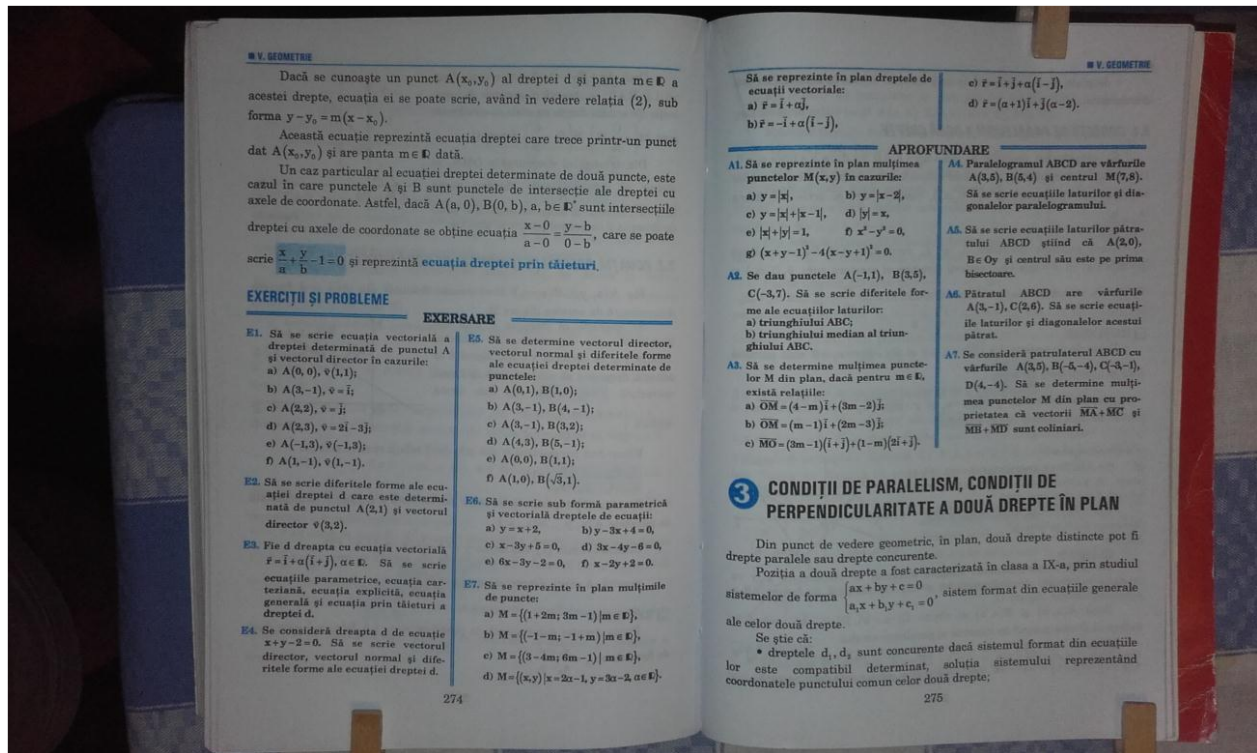 ■ V. GEOMETRIE
Dacă se cunoaşte un punct A(x₀,y₀) al dreptei d şi panta m∈ℝ a
acestei drepte, ecuaţia ei se poate scrie, având în vedere relaţia (2), sub
forma y−y₀=m(x−x₀).
Această ecuaţie reprezintă ecuaţia dreptei care trece printr-un punct
dat A(x₀,y₀) şi are panta m∈ℝ dată.
Un caz particular al ecuaţiei dreptei determinate de două puncte, este
cazul în care punctele A şi B sunt punctele de intersecţie ale dreptei cu
axele de coordonate. Astfel, dacă A(a, 0), B(0, b), a, b∈ℝ* sunt intersecţiile
dreptei cu axele de coordonate se obţine ecuaţia (x−0)/(a−0)=(y−b)/(0−b), care se poate
scrie x/a+y/b−1=0 şi reprezintă ecuaţia dreptei prin tăieturi.
EXERCIŢII ŞI PROBLEME
EXERSARE
E1. Să se scrie ecuaţia vectorială a
dreptei determinată de punctul A
şi vectorul director în cazurile:
a) A(0, 0), v̄(1,1);
b) A(3,−1), v̄=ī;
c) A(2,2), v̄=j̄;
d) A(2,3), v̄=2ī−3j̄;
e) A(−1,3), v̄(−1,3);
f) A(1,−1), v̄(1,−1).
E2. Să se scrie diferitele forme ale ecu-
aţiei dreptei d care este determi-
nată de punctul A(2,1) şi vectorul
director v̄(3,2).
E3. Fie d dreapta cu ecuaţia vectorială
r̄=ī+α(ī+j̄), α∈ℝ. Să se scrie
ecuaţiile parametrice, ecuaţia car-
teziană, ecuaţia explicită, ecuaţia
generală şi ecuaţia prin tăieturi a
dreptei d.
E4. Se consideră dreapta d de ecuaţie
x+y−2=0. Să se scrie vectorul
director, vectorul normal şi dife-
ritele forme ale ecuaţiei dreptei d.
E5. Să se determine vectorul director,
vectorul normal şi diferitele forme
ale ecuaţiei dreptei determinate de
punctele:
a) A(0,1), B(1,0);
b) A(3,−1), B(4,−1);
c) A(3,−1), B(3,2);
d) A(4,3), B(5,−1);
e) A(0,0), B(1,1);
f) A(1,0), B(√3,1).
E6. Să se scrie sub formă parametrică
şi vectorială dreptele de ecuaţii:
a) y=x+2, b) y−3x+4=0,
c) x−3y+5=0, d) 3x−4y−6=0,
e) 6x−3y−2=0, f) x−2y+2=0.
E7. Să se reprezinte în plan mulţimile
de puncte:
a) M={(1+2m; 3m−1)|m∈ℝ},
b) M={(−1−m; −1+m)|m∈ℝ},
c) M={(3−4m; 6m−1)| m∈ℝ},
d) M={(x,y)|x=2α−1, y=3α−2, α∈ℝ}.
274
■ V. GEOMETRIE
Să se reprezinte în plan dreptele de
ecuaţii vectoriale:
a) r̄=ī+αj̄,
b) r̄=−ī+α(ī−j̄),
c) r̄=ī+j̄+α(ī−j̄),
d) r̄=(α+1)ī+j̄(α−2).
APROFUNDARE
A1. Să se reprezinte în plan mulţimea
punctelor M(x,y) în cazurile:
a) y=|x|, b) y=|x−2|,
c) y=|x|+|x−1|, d) |y|=x,
e) |x|+|y|=1, f) x²−y²=0,
g) (x+y−1)²−4(x−y+1)²=0.
A2. Se dau punctele A(−1,1), B(3,5),
C(−3,7). Să se scrie diferitele for-
me ale ecuaţiilor laturilor:
a) triunghiului ABC;
b) triunghiului median al triun-
ghiului ABC.
A3. Să se determine mulţimea puncte-
lor M din plan, dacă pentru m∈ℝ,
există relaţiile:
a) OM=(4−m)ī+(3m−2)j̄;
b) OM=(m−1)ī+(2m−3)j̄;
c) MO=(3m−1)(ī+j̄)+(1−m)(2ī+j̄).
A4. Paralelogramul ABCD are vârfurile
A(3,5), B(5,4) şi centrul M(7,8).
Să se scrie ecuaţiile laturilor şi dia-
gonalelor paralelogramului.
A5. Să se scrie ecuaţiile laturilor pătra-
tului ABCD ştiind că A(2,0),
B∈Oy şi centrul său este pe prima
bisectoare.
A6. Pătratul ABCD are vârfurile
A(3,−1), C(2,6). Să se scrie ecuaţi-
ile laturilor şi diagonalelor acestui
pătrat.
A7. Se consideră patrulaterul ABCD cu
vârfurile A(3,5), B(−5,−4), C(−3,−1),
D(4,−4). Să se determine mulţi-
mea punctelor M din plan cu pro-
prietatea că vectorii MA+MC şi
MB+MD sunt coliniari.
3 CONDIŢII DE PARALELISM, CONDIŢII DE
PERPENDICULARITATE A DOUĂ DREPTE ÎN PLAN
Din punct de vedere geometric, în plan, două drepte distincte pot fi
drepte paralele sau drepte concurente.
Poziţia a două drepte a fost caracterizată în clasa a IX-a, prin studiul
sistemelor de forma {ax+by+c=0, a₁x+b₁y+c₁=0, sistem format din ecuaţiile generale
ale celor două drepte.
Se ştie că:
• dreptele d₁, d₂ sunt concurente dacă sistemul format din ecuaţiile
lor este compatibil determinat, soluţia sistemului reprezentând
coordonatele punctului comun celor două drepte;
275